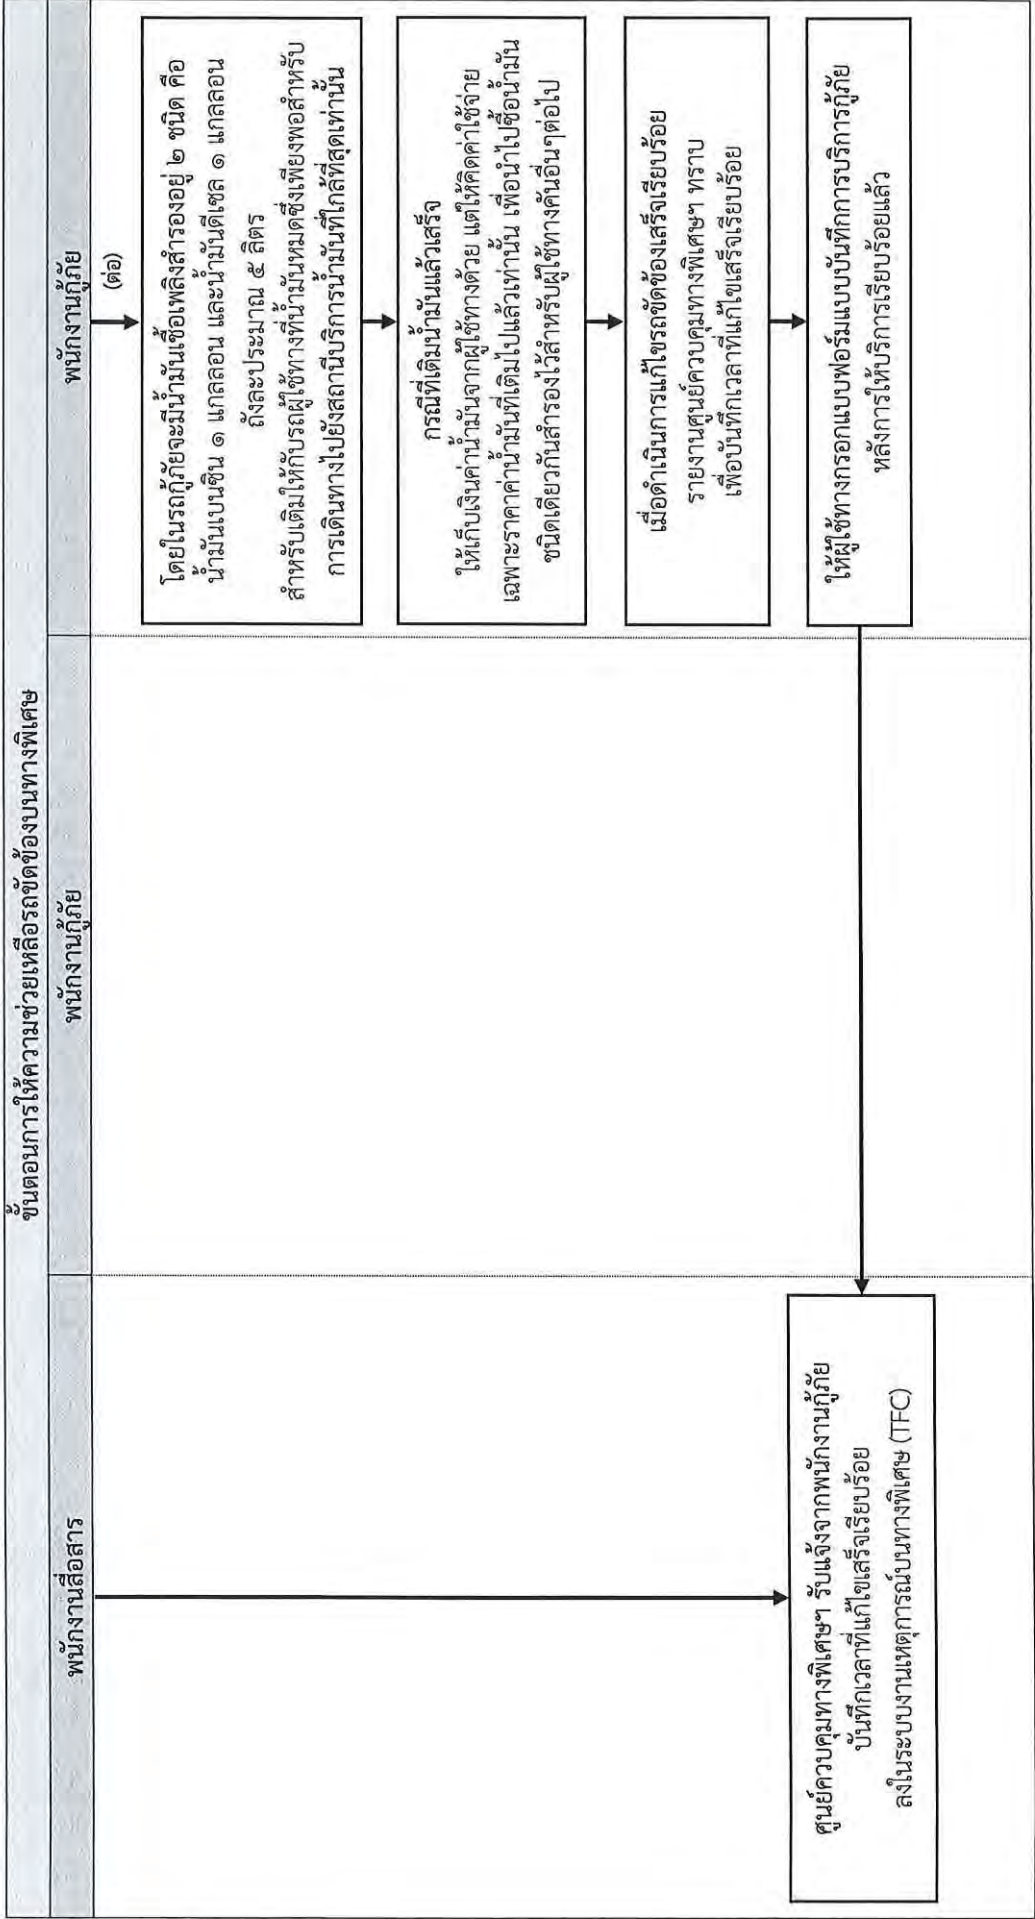 ขั้นตอนการให้ความช่วยเหลือรถขัดข้องบนทางพิเศษ
พนักงานสื่อสาร
พนักงานกู้ภัย
พนักงานกู้ภัย
(ต่อ)
โดยในรถกู้ภัยจะมีน้ำมันเชื้อเพลิงสำรองอยู่ ๒ ชนิด คือ
น้ำมันเบนซิน ๑ แกลลอน และน้ำมันดีเซล ๑ แกลลอน
ถังละประมาณ ๕ ลิตร
สำหรับเติมให้กับรถผู้ใช้ทางที่น้ำมันหมดซึ่งเพียงพอสำหรับ
การเดินทางไปยังสถานีบริการน้ำมันที่ใกล้ที่สุดเท่านั้น
กรณีที่เติมน้ำมันแล้วเสร็จ
ให้เก็บเงินค่าน้ำมันจากผู้ใช้ทางด้วย แต่ให้คิดค่าใช้จ่าย
เฉพาะราคาค่าน้ำมันที่เติมไปแล้วเท่านั้น เพื่อนำไปซื้อน้ำมัน
ชนิดเดียวกันสำรองไว้สำหรับผู้ใช้ทางคันอื่นๆต่อไป
เมื่อดำเนินการแก้ไขรถขัดข้องเสร็จเรียบร้อย
รายงานศูนย์ควบคุมทางพิเศษฯ ทราบ
เพื่อบันทึกเวลาที่แก้ไขเสร็จเรียบร้อย
ให้ผู้ใช้ทางกรอกแบบฟอร์มแบบบันทึกการบริการกู้ภัย
หลังการให้บริการเรียบร้อยแล้ว
ศูนย์ควบคุมทางพิเศษฯ รับแจ้งจากพนักงานกู้ภัย
บันทึกเวลาที่แก้ไขเสร็จเรียบร้อย
ลงในระบบงานเหตุการณ์บนทางพิเศษ (TFC)